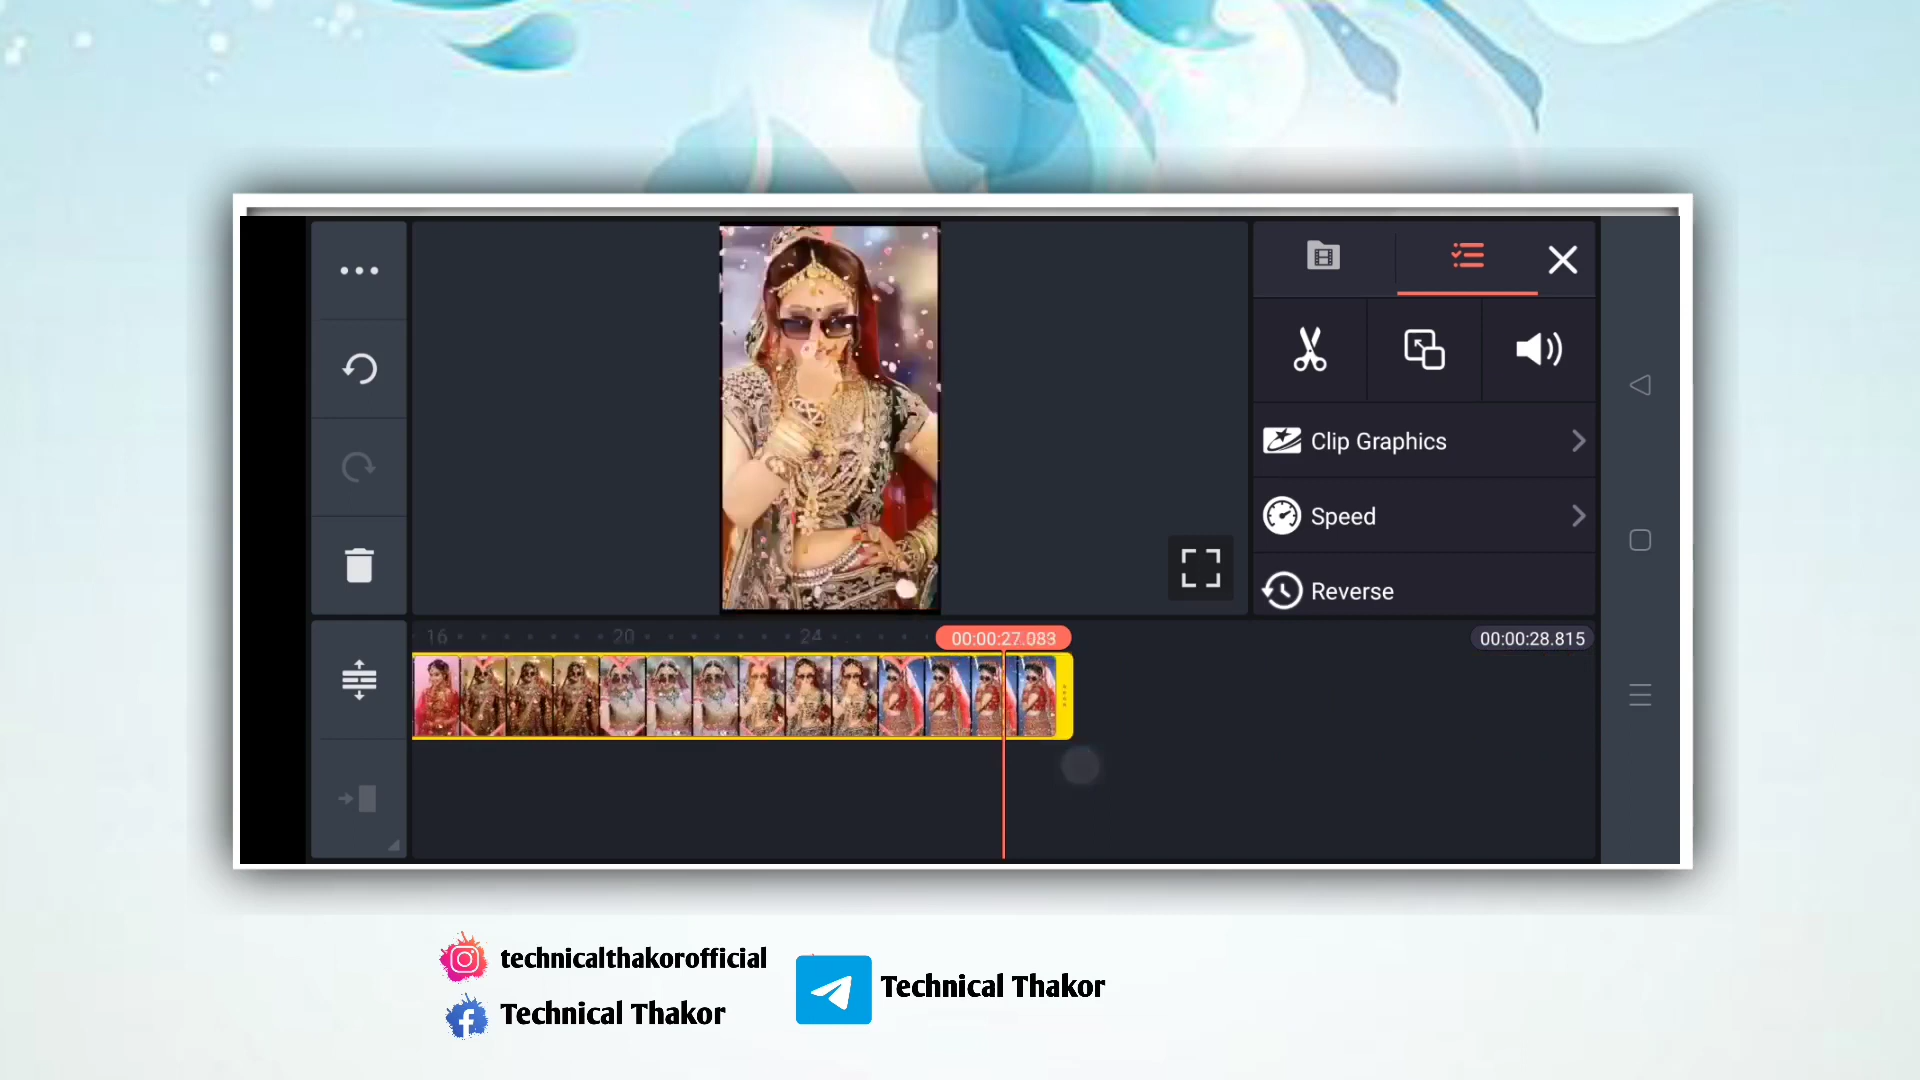 Clip Graphics
Speed
Reverse
16
20
24
00:00:27.083
00:00:28.815
technicalthakorofficial
Technical Thakor
Technical Thakor